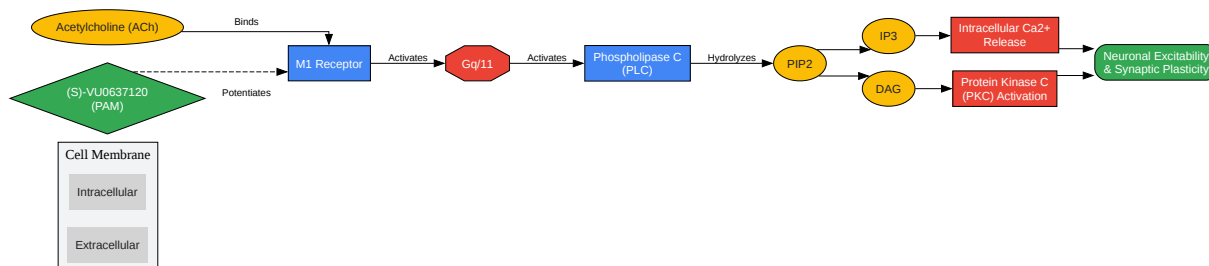 Acetylcholine (ACh)
Binds
(S)-VU0637120
(PAM)
Potentiates
M1 Receptor
Activates
Gq/11
Activates
Phospholipase C
(PLC)
Hydrolyzes
PIP2
IP3
DAG
Intracellular Ca2+
Release
Protein Kinase C
(PKC) Activation
Neuronal Excitability
& Synaptic Plasticity
Cell Membrane
Intracellular
Extracellular